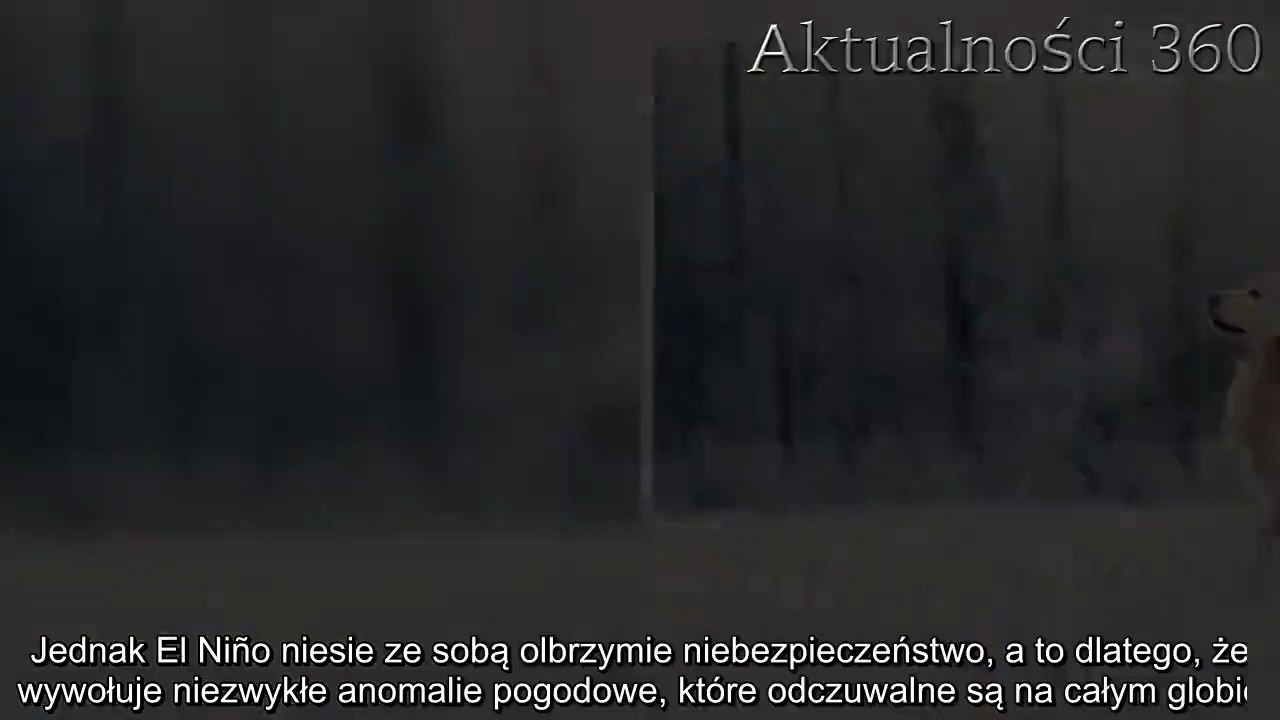 Aktualności 360
Jednak El Niño niesie ze sobą olbrzymie niebezpieczeństwo, a to dlatego, że
wywołuje niezwykłe anomalie pogodowe, które odczuwalne są na całym